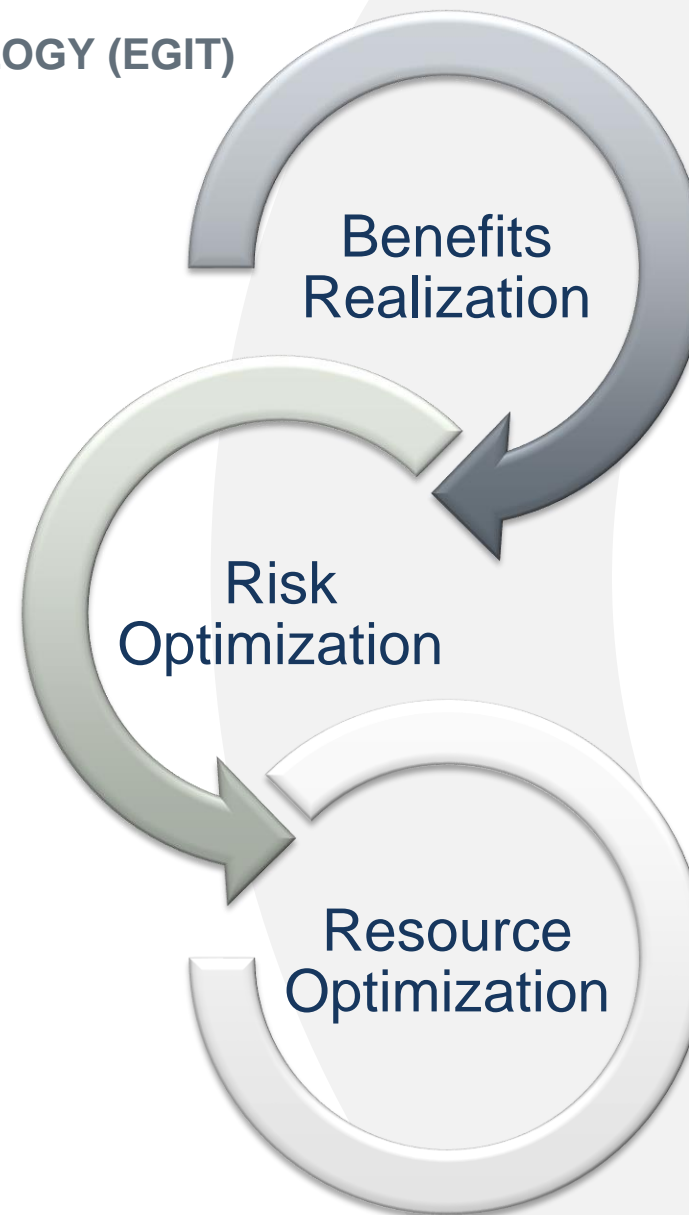 OGY (EGIT)
Benefits
Realization
Risk
Optimization
Resource
Optimization